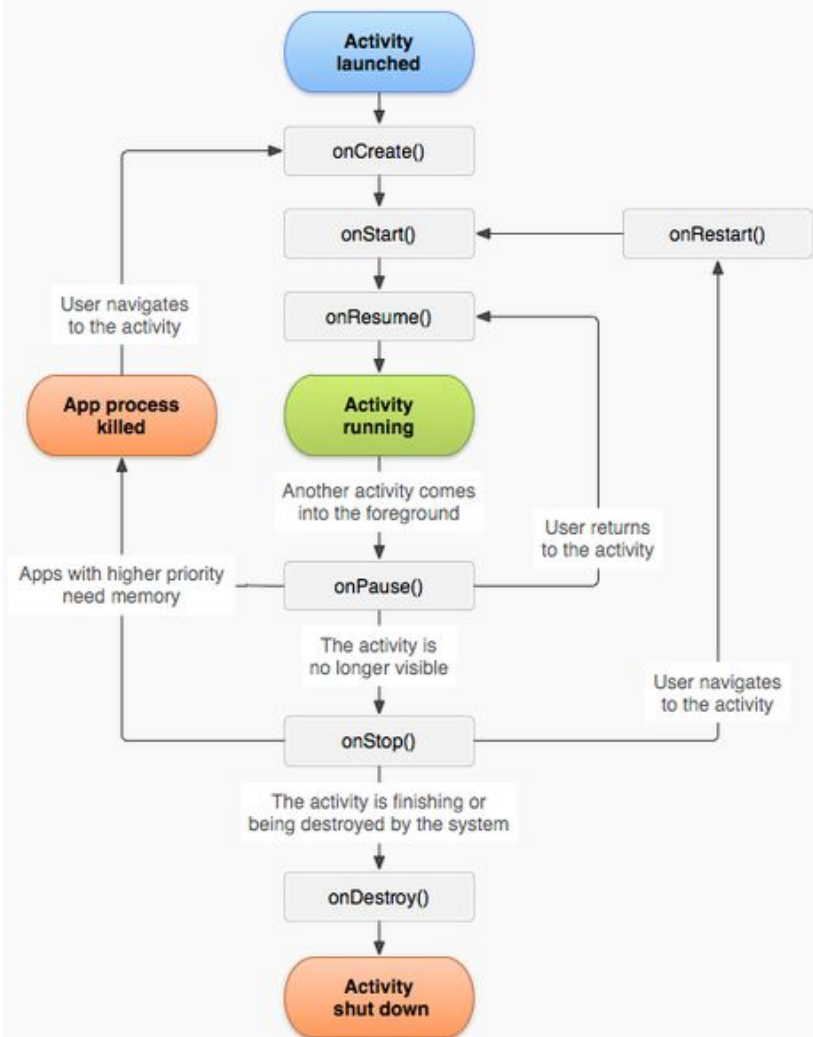 Activity
launched
onCreate()
onStart()
onRestart()
User navigates
to the activity
onResume()
App process
killed
Activity
running
Another activity comes
into the foreground
User returns
to the activity
Apps with higher priority
need memory
onPause()
The activity is
no longer visible
User navigates
to the activity
onStop()
The activity is finishing or
being destroyed by the system
onDestroy()
Activity
shut down